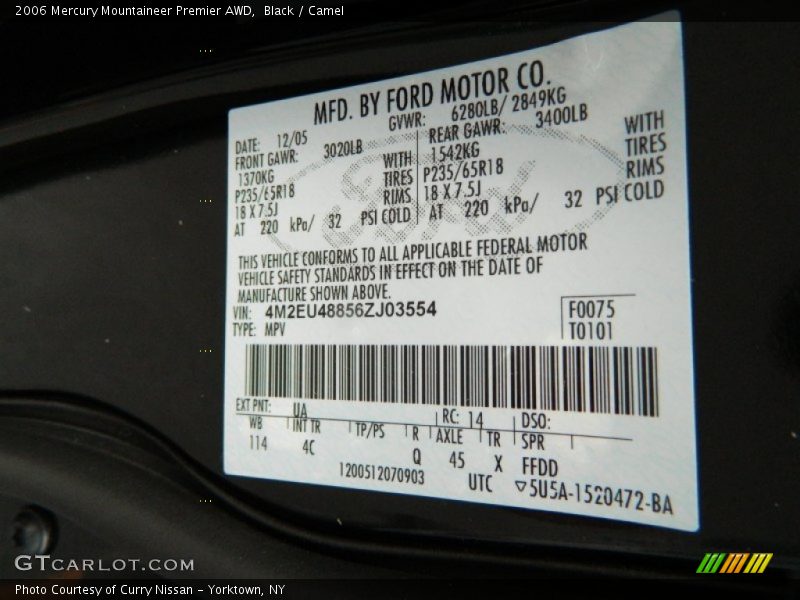 2006 Mercury Mountaineer Premier AWD, Black / Camel
MFD. BY FORD MOTOR CO.
DATE: 12/05 GVWR: 6280LB/ 2849KG
FRONT GAWR: 3020LB REAR GAWR: 3400LB
1370KG WITH 1542KG WITH
P235/65R18 TIRES P235/65R18 TIRES
18 X 7.5J RIMS 18 X 7.5J RIMS
AT 220 kPa/ 32 PSI COLD AT 220 kPa/ 32 PSI COLD
THIS VEHICLE CONFORMS TO ALL APPLICABLE FEDERAL MOTOR
VEHICLE SAFETY STANDARDS IN EFFECT ON THE DATE OF
MANUFACTURE SHOWN ABOVE.
VIN: 4M2EU48856ZJ03554 F0075
TYPE: MPV T0101
EXT PNT: UA RC: 14 DSO:
WB INT TR TP/PS R AXLE TR SPR
114 4C Q 45 X FFDD
1200512070903 UTC ▽5U5A-1520472-BA
GTCARLOT.COM
Photo Courtesy of Curry Nissan - Yorktown, NY